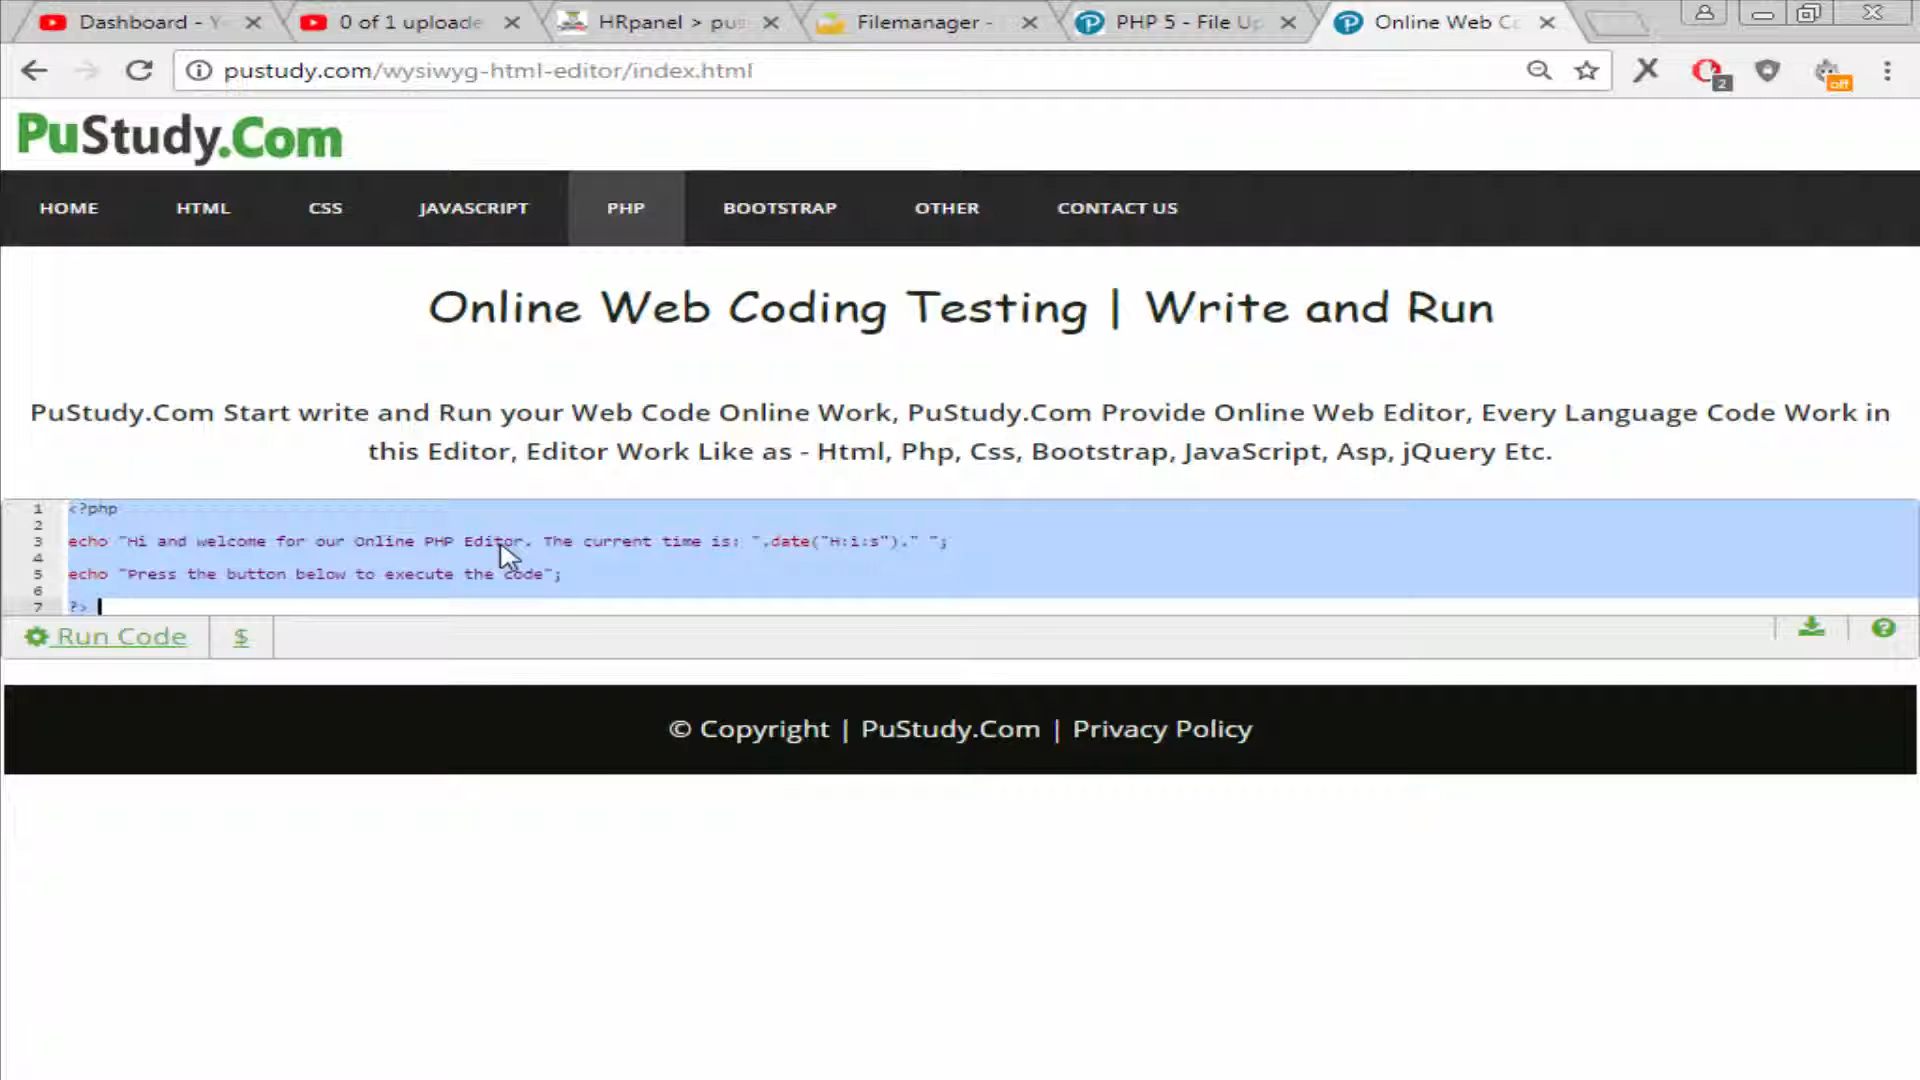 Dashboard - Y
0 of 1 upload
HRpanel > pu
Filemanager -
PHP 5 - File Up
Online Web C
pustudy.com/wysiwyg-html-editor/index.html
2
off
PuStudy.Com
HOME
HTML
CSS
JAVASCRIPT
PHP
BOOTSTRAP
OTHER
CONTACT US
Online Web Coding Testing | Write and Run
PuStudy.Com Start write and Run your Web Code Online Work, PuStudy.Com Provide Online Web Editor, Every Language Code Work in
this Editor, Editor Work Like as - Html, Php, Css, Bootstrap, JavaScript, Asp, jQuery Etc.
1 <?php
2
3 echo "Hi and welcome for our Online PHP Editor. The current time is: ".date("H:i:s")." ";
4
5 echo "Press the button below to execute the code";
6
7 ?>
Run Code
$
© Copyright | PuStudy.Com | Privacy Policy